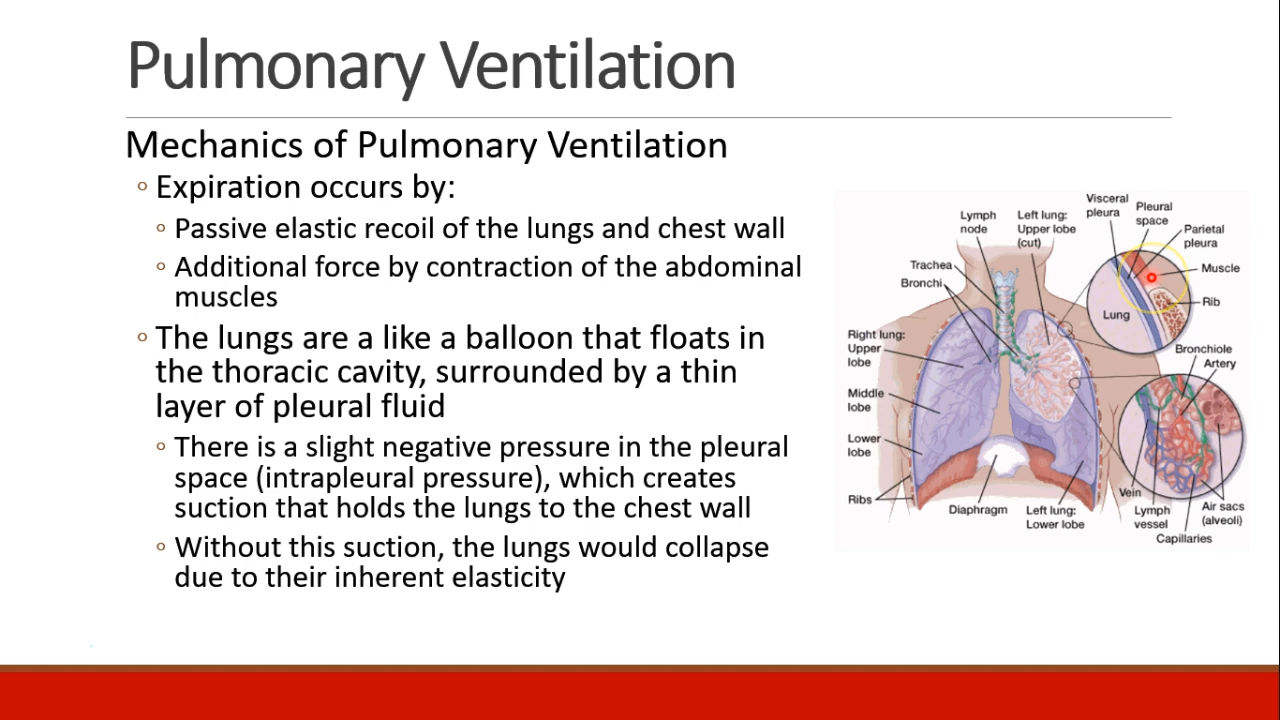 Pulmonary Ventilation
Mechanics of Pulmonary Ventilation
◦ Expiration occurs by:
◦ Passive elastic recoil of the lungs and chest wall
◦ Additional force by contraction of the abdominal
muscles
◦ The lungs are a like a balloon that floats in
the thoracic cavity, surrounded by a thin
layer of pleural fluid
◦ There is a slight negative pressure in the pleural
space (intrapleural pressure), which creates
suction that holds the lungs to the chest wall
◦ Without this suction, the lungs would collapse
due to their inherent elasticity
Lymph
node
Left lung:
Upper lobe
(cut)
Visceral
pleura
Pleural
space
Parietal
pleura
Muscle
Rib
Lung
Trachea
Bronchi
Right lung:
Upper
lobe
Middle
lobe
Lower
lobe
Ribs
Diaphragm
Left lung:
Lower lobe
Bronchiole
Artery
Vein
Lymph
vessel
Capillaries
Air sacs
(alveoli)